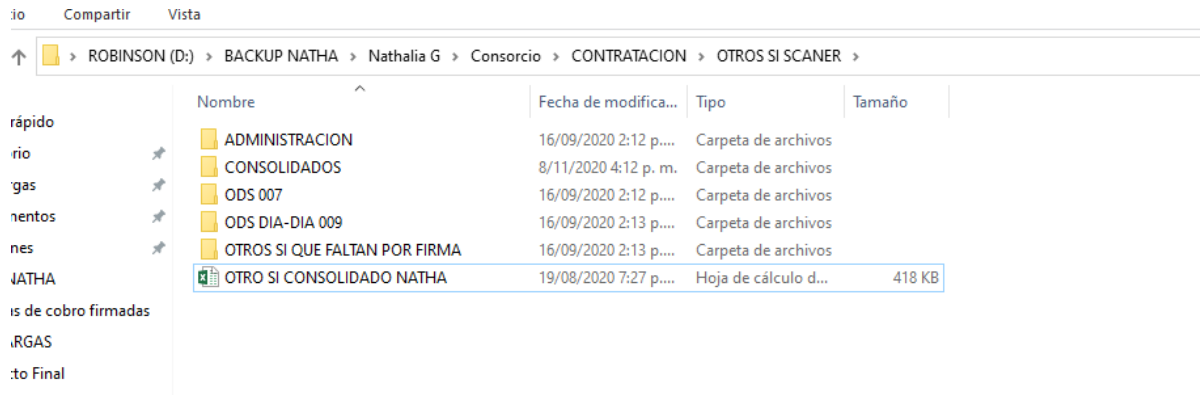 cio Compartir Vista
ROBINSON (D:) > BACKUP NATHA > Nathalia G > Consorcio > CONTRATACION > OTROS SI SCANER >
Nombre Fecha de modifica... Tipo Tamaño
rápido
ADMINISTRACION 16/09/2020 2:12 p.... Carpeta de archivos
rio
CONSOLIDADOS 8/11/2020 4:12 p. m. Carpeta de archivos
rgas
ODS 007 16/09/2020 2:12 p.... Carpeta de archivos
mentos
ODS DIA-DIA 009 16/09/2020 2:13 p.... Carpeta de archivos
nes
OTROS SI QUE FALTAN POR FIRMA 16/09/2020 2:13 p.... Carpeta de archivos
NATHA
OTRO SI CONSOLIDADO NATHA 19/08/2020 7:27 p.... Hoja de cálculo d... 418 KB
as de cobro firmadas
ARGAS
cto Final